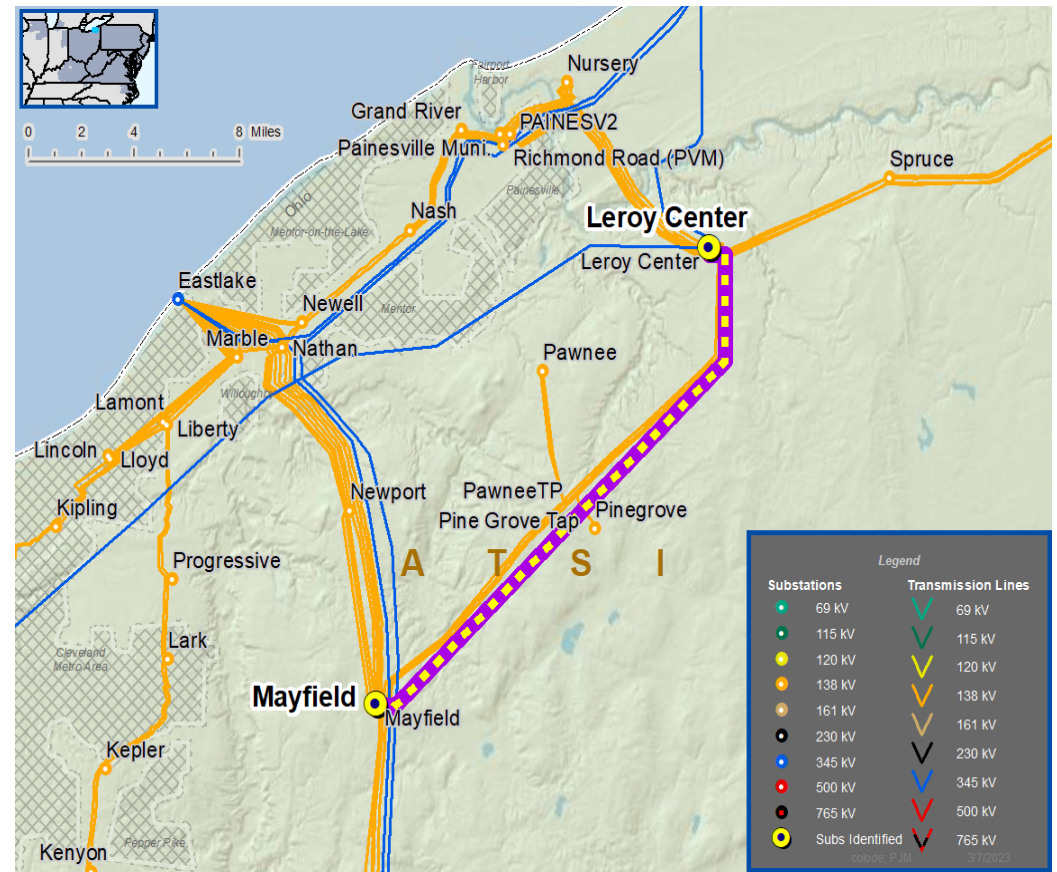 Fairport
Harbor
Nursery
Grand River
PAINESV2
Painesville Muni.
Richmond Road (PVM)
Spruce
Painesville
0 2 4 8 Miles
Ohio
Nash
Mentor-on-the-Lake
Leroy Center
Leroy Center
Eastlake
Newell
Mentor
Marble
Nathan
Pawnee
Willoughby
Lamont
Liberty
Lincoln
Lloyd
Kipling
Newport
PawneeTP
Pinegrove
Pine Grove Tap
A T S I
Progressive
Lark
Cleveland
Metro Area
Mayfield
Mayfield
Kepler
Pepper Pike
Kenyon
Legend
Substations
69 kV
115 kV
120 kV
138 kV
161 kV
230 kV
345 kV
500 kV
765 kV
Subs Identified
Transmission Lines
69 kV
115 kV
120 kV
138 kV
161 kV
230 kV
345 kV
500 kV
765 kV
colode; PJM 3/7/2023